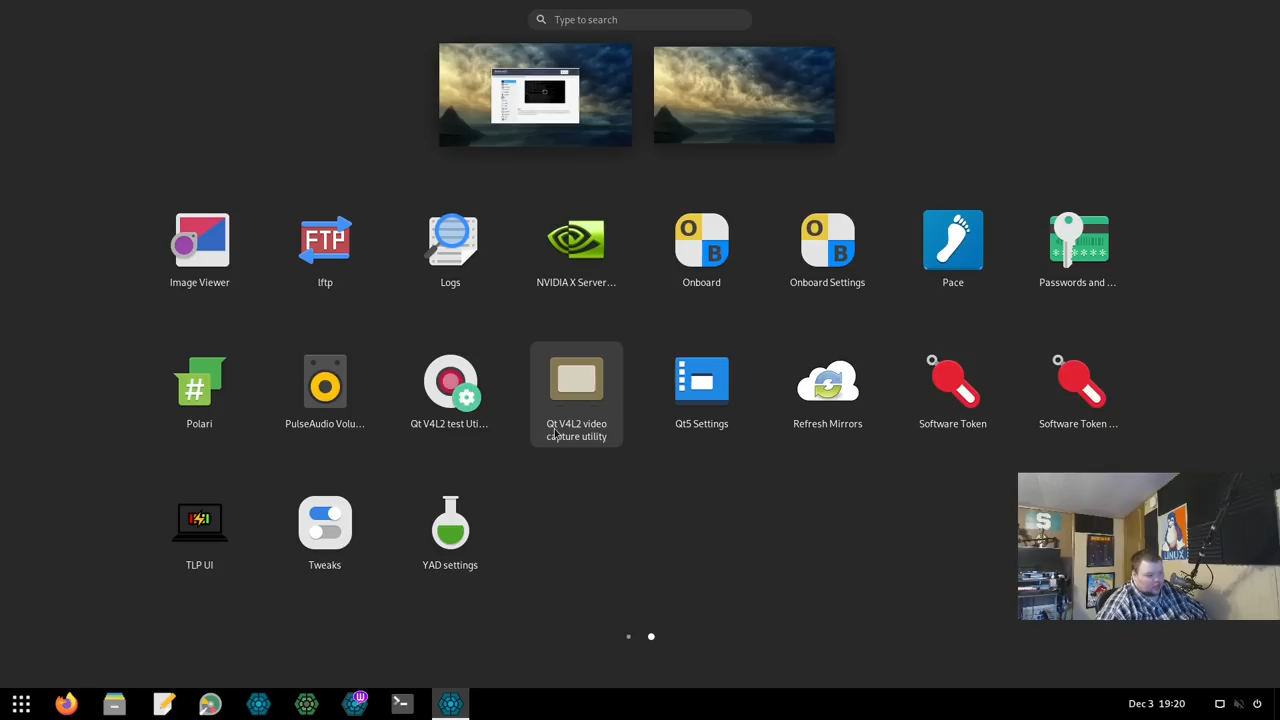 Type to search
Image Viewer
lftp
Logs
NVIDIA X Server...
Onboard
Onboard Settings
Pace
Passwords and ...
Polari
PulseAudio Volu...
Qt V4L2 test Uti...
Qt V4L2 video
capture utility
Qt5 Settings
Refresh Mirrors
Software Token
Software Token ...
TLP UI
Tweaks
YAD settings
FTP
O
B
O
B
#
S
LINUX
W
Dec 3 19:20